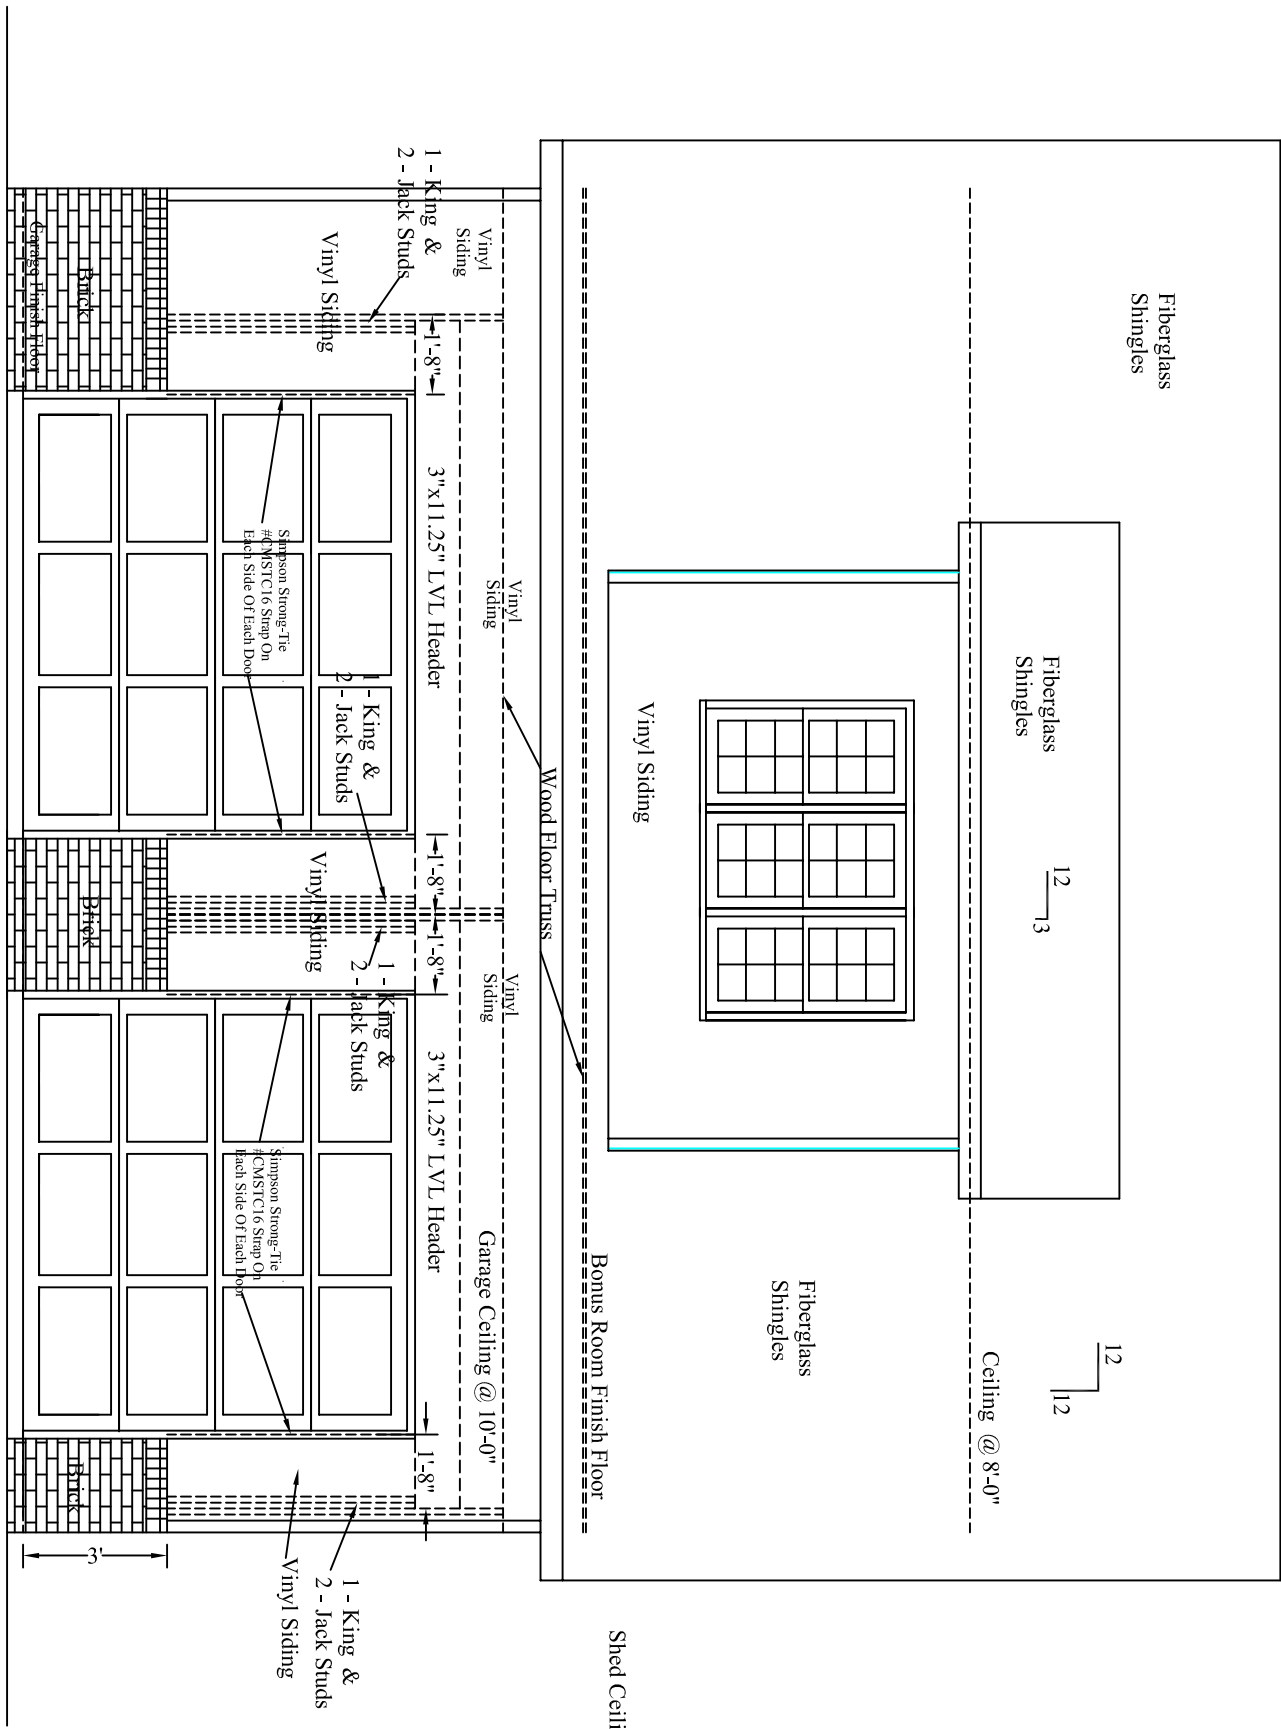 Fiberglass
Shingles
Fiberglass
Shingles
12
3
12
12
Ceiling @ 8'-0"
Fiberglass
Shingles
Vinyl Siding
Bonus Room Finish Floor
Shed Ceili
Wood Floor Truss
Vinyl
Siding
Vinyl
Siding
Vinyl
Siding
Garage Ceiling @ 10'-0"
1 - King &
2 - Jack Studs
1'-8"
3"x11.25" LVL Header
1'-8"
1'-8"
3"x11.25" LVL Header
1'-8"
1 - King &
2 - Jack Studs
1 - King &
2 - Jack Studs
1 - King &
2 - Jack Studs
Vinyl Siding
Vinyl Siding
Vinyl Siding
Simpson Strong-Tie
#CMSTC16 Strap On
Each Side Of Each Door
Simpson Strong-Tie
#CMSTC16 Strap On
Each Side Of Each Door
Brick
Brick
Brick
3'
Garage Finish Floor